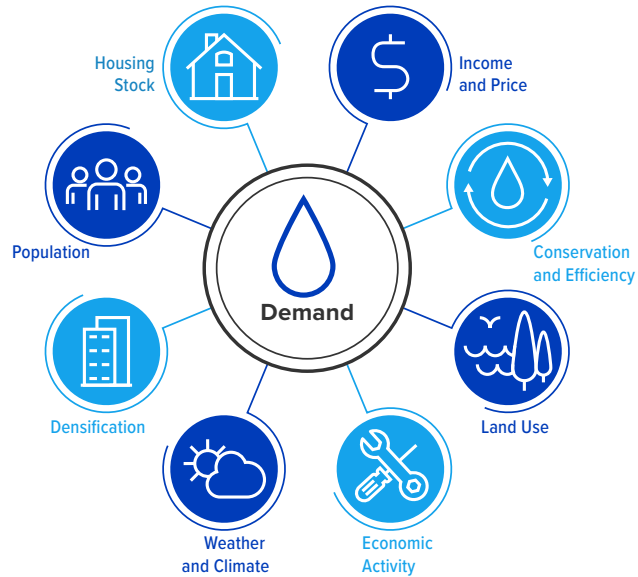 Housing
Stock
Income
and Price
Population
Conservation
and Efficiency
Demand
Densification
Land Use
Weather
and Climate
Economic
Activity